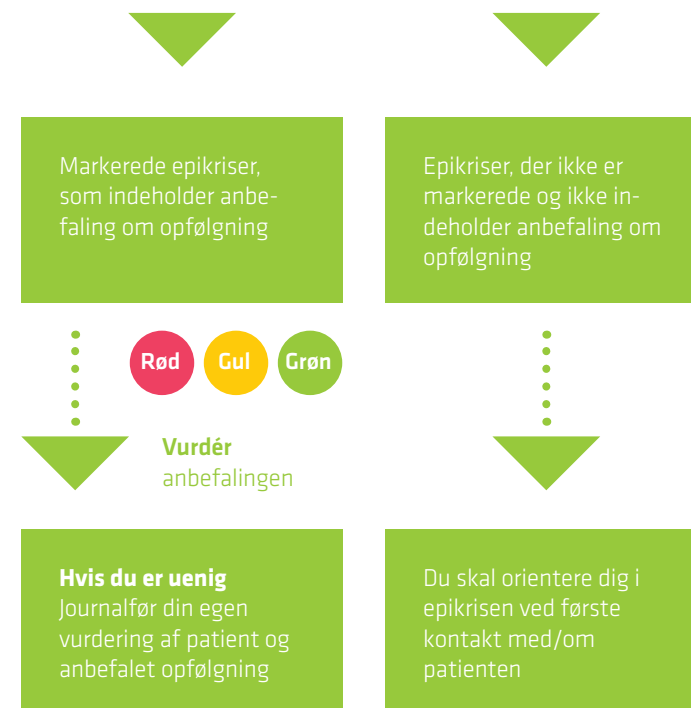 Markerede epikriser,
som indeholder anbe-
faling om opfølgning
Epikriser, der ikke er
markerede og ikke in-
deholder anbefaling om
opfølgning
Rød
Gul
Grøn
Vurdér
anbefalingen
Hvis du er uenig
Journalfør din egen
vurdering af patient og
anbefalet opfølgning
Du skal orientere dig i
epikrisen ved første
kontakt med/om
patienten